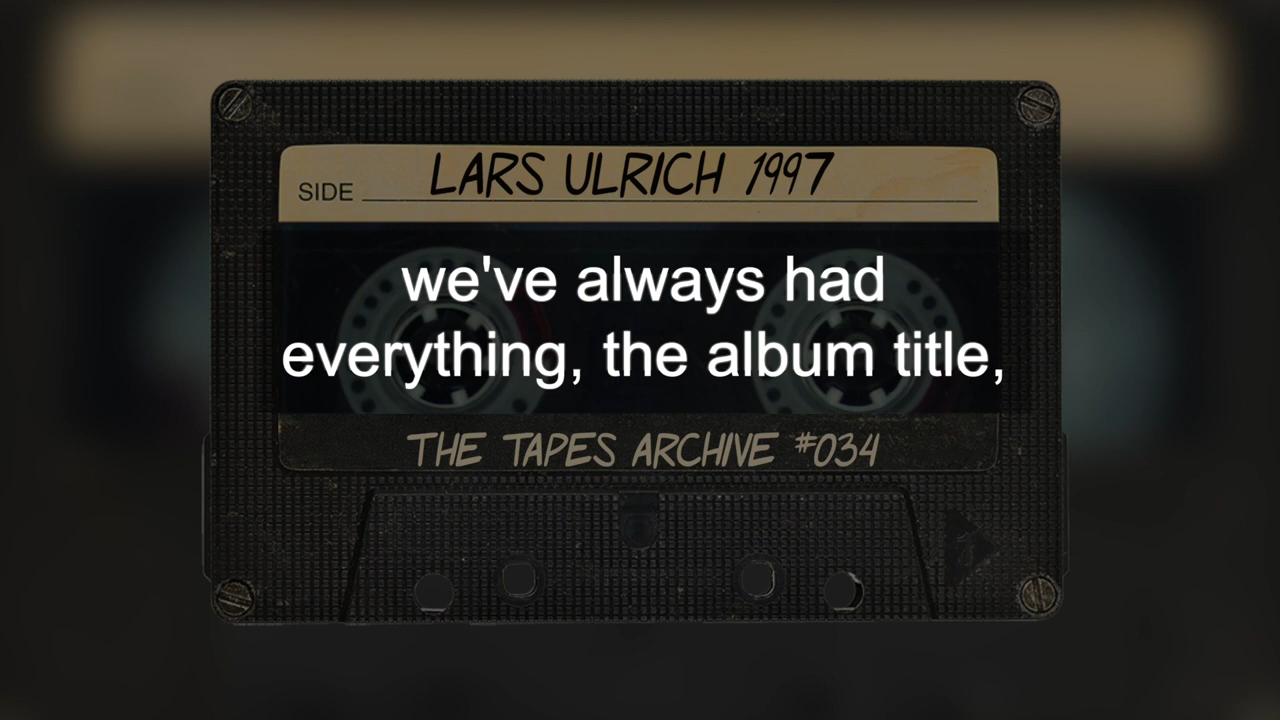 LARS ULRICH 1997
SIDE
we've always had
everything, the album title,
THE TAPES ARCHIVE #034